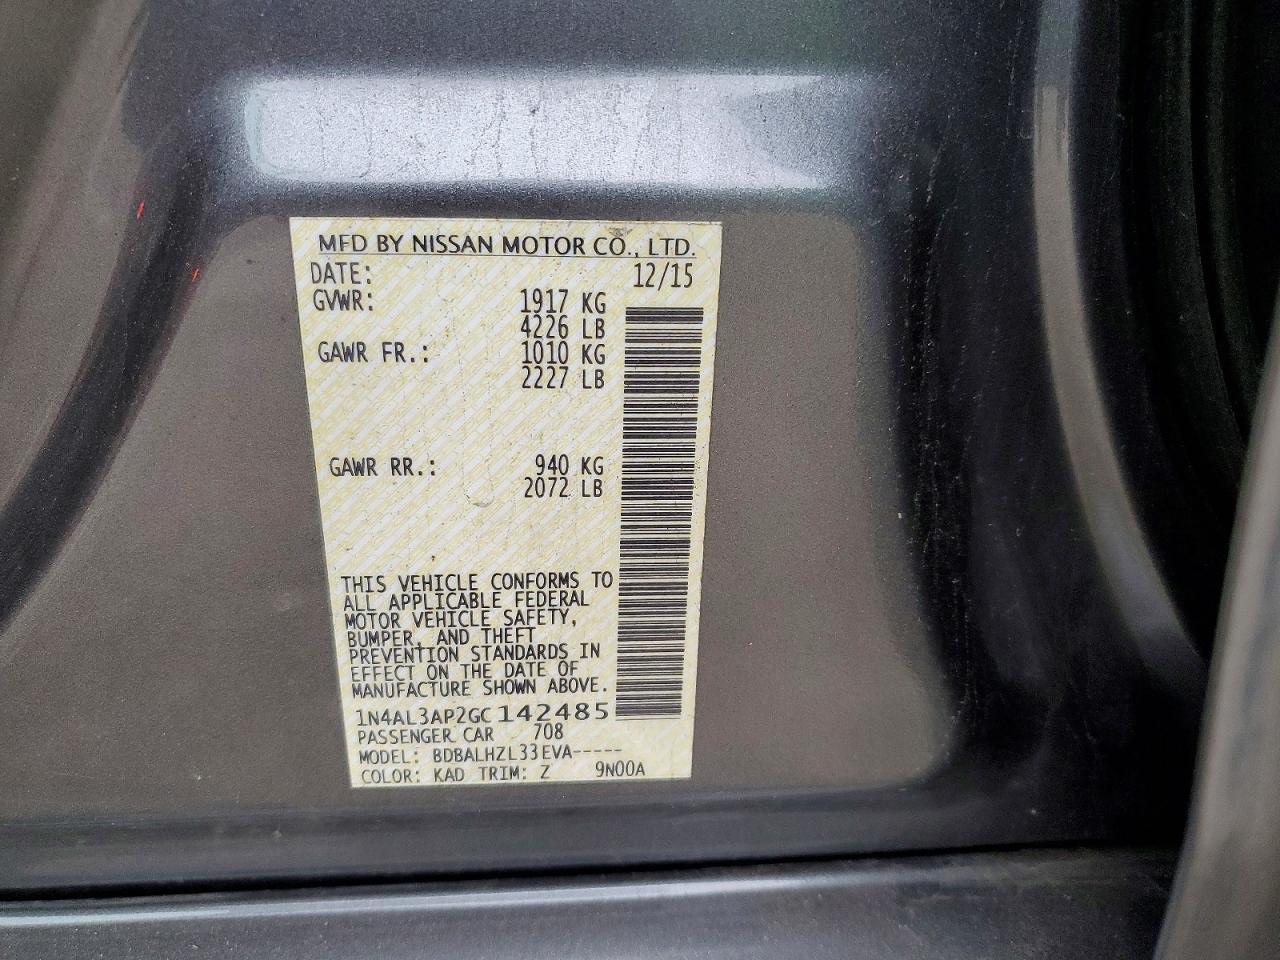 MFD BY NISSAN MOTOR CO., LTD.
DATE: 12/15
GVWR: 1917 KG
4226 LB
GAWR FR.: 1010 KG
2227 LB
GAWR RR.: 940 KG
2072 LB
THIS VEHICLE CONFORMS TO
ALL APPLICABLE FEDERAL
MOTOR VEHICLE SAFETY,
BUMPER, AND THEFT
PREVENTION STANDARDS IN
EFFECT ON THE DATE OF
MANUFACTURE SHOWN ABOVE.
1N4AL3AP2GC142485
PASSENGER CAR 708
MODEL: BDBALHZL33EVA-----
COLOR: KAD TRIM: Z 9N00A